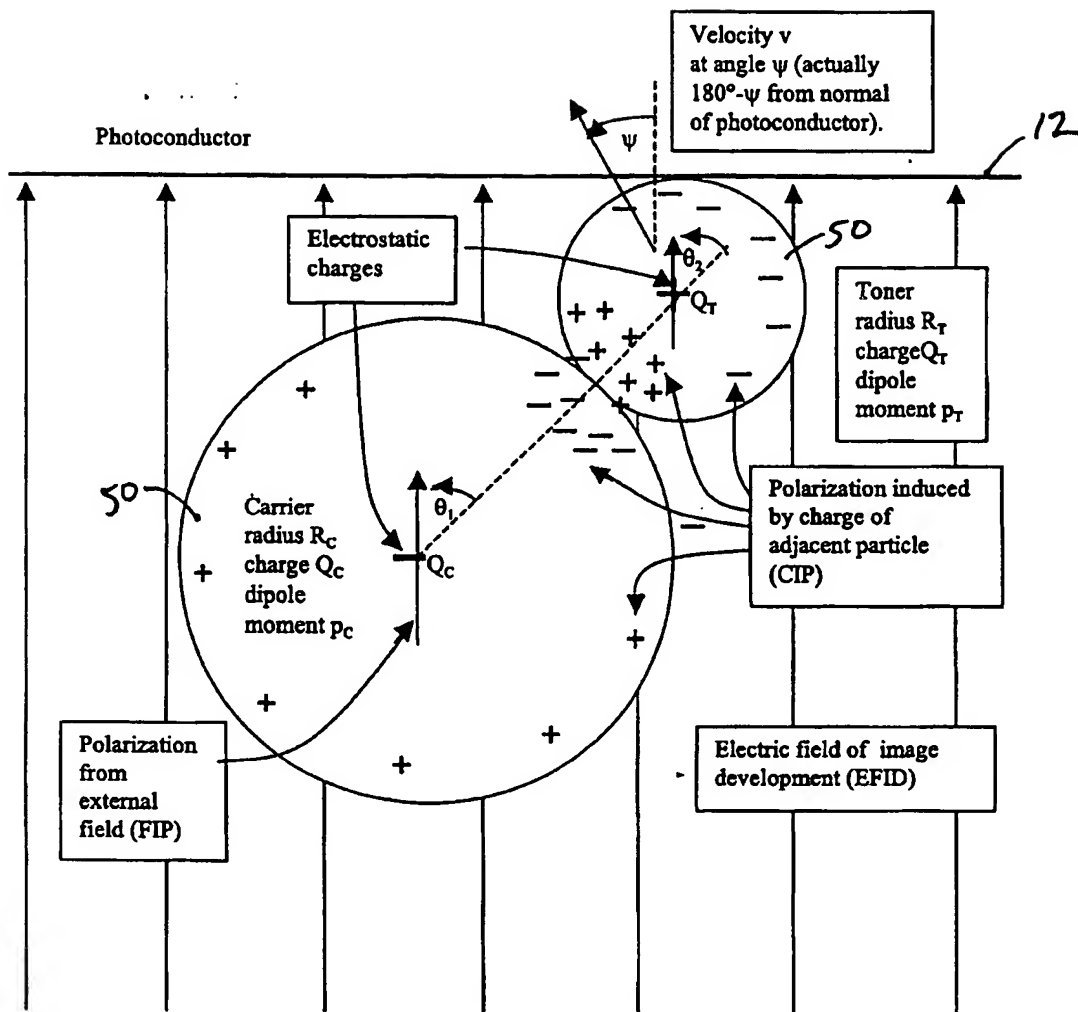 Velocity v
at angle ψ (actually
180°-ψ from normal
of photoconductor).
12
Photoconductor
ψ
Electrostatic
charges
50
θ₂
Q_T
Toner
radius R_T
chargeQ_T
dipole
moment p_T
50
Carrier
radius R_C
charge Q_C
dipole
moment p_C
θ₁
Q_C
Polarization induced
by charge of
adjacent particle
(CIP)
Polarization
from
external
field (FIP)
Electric field of image
development (EFID)